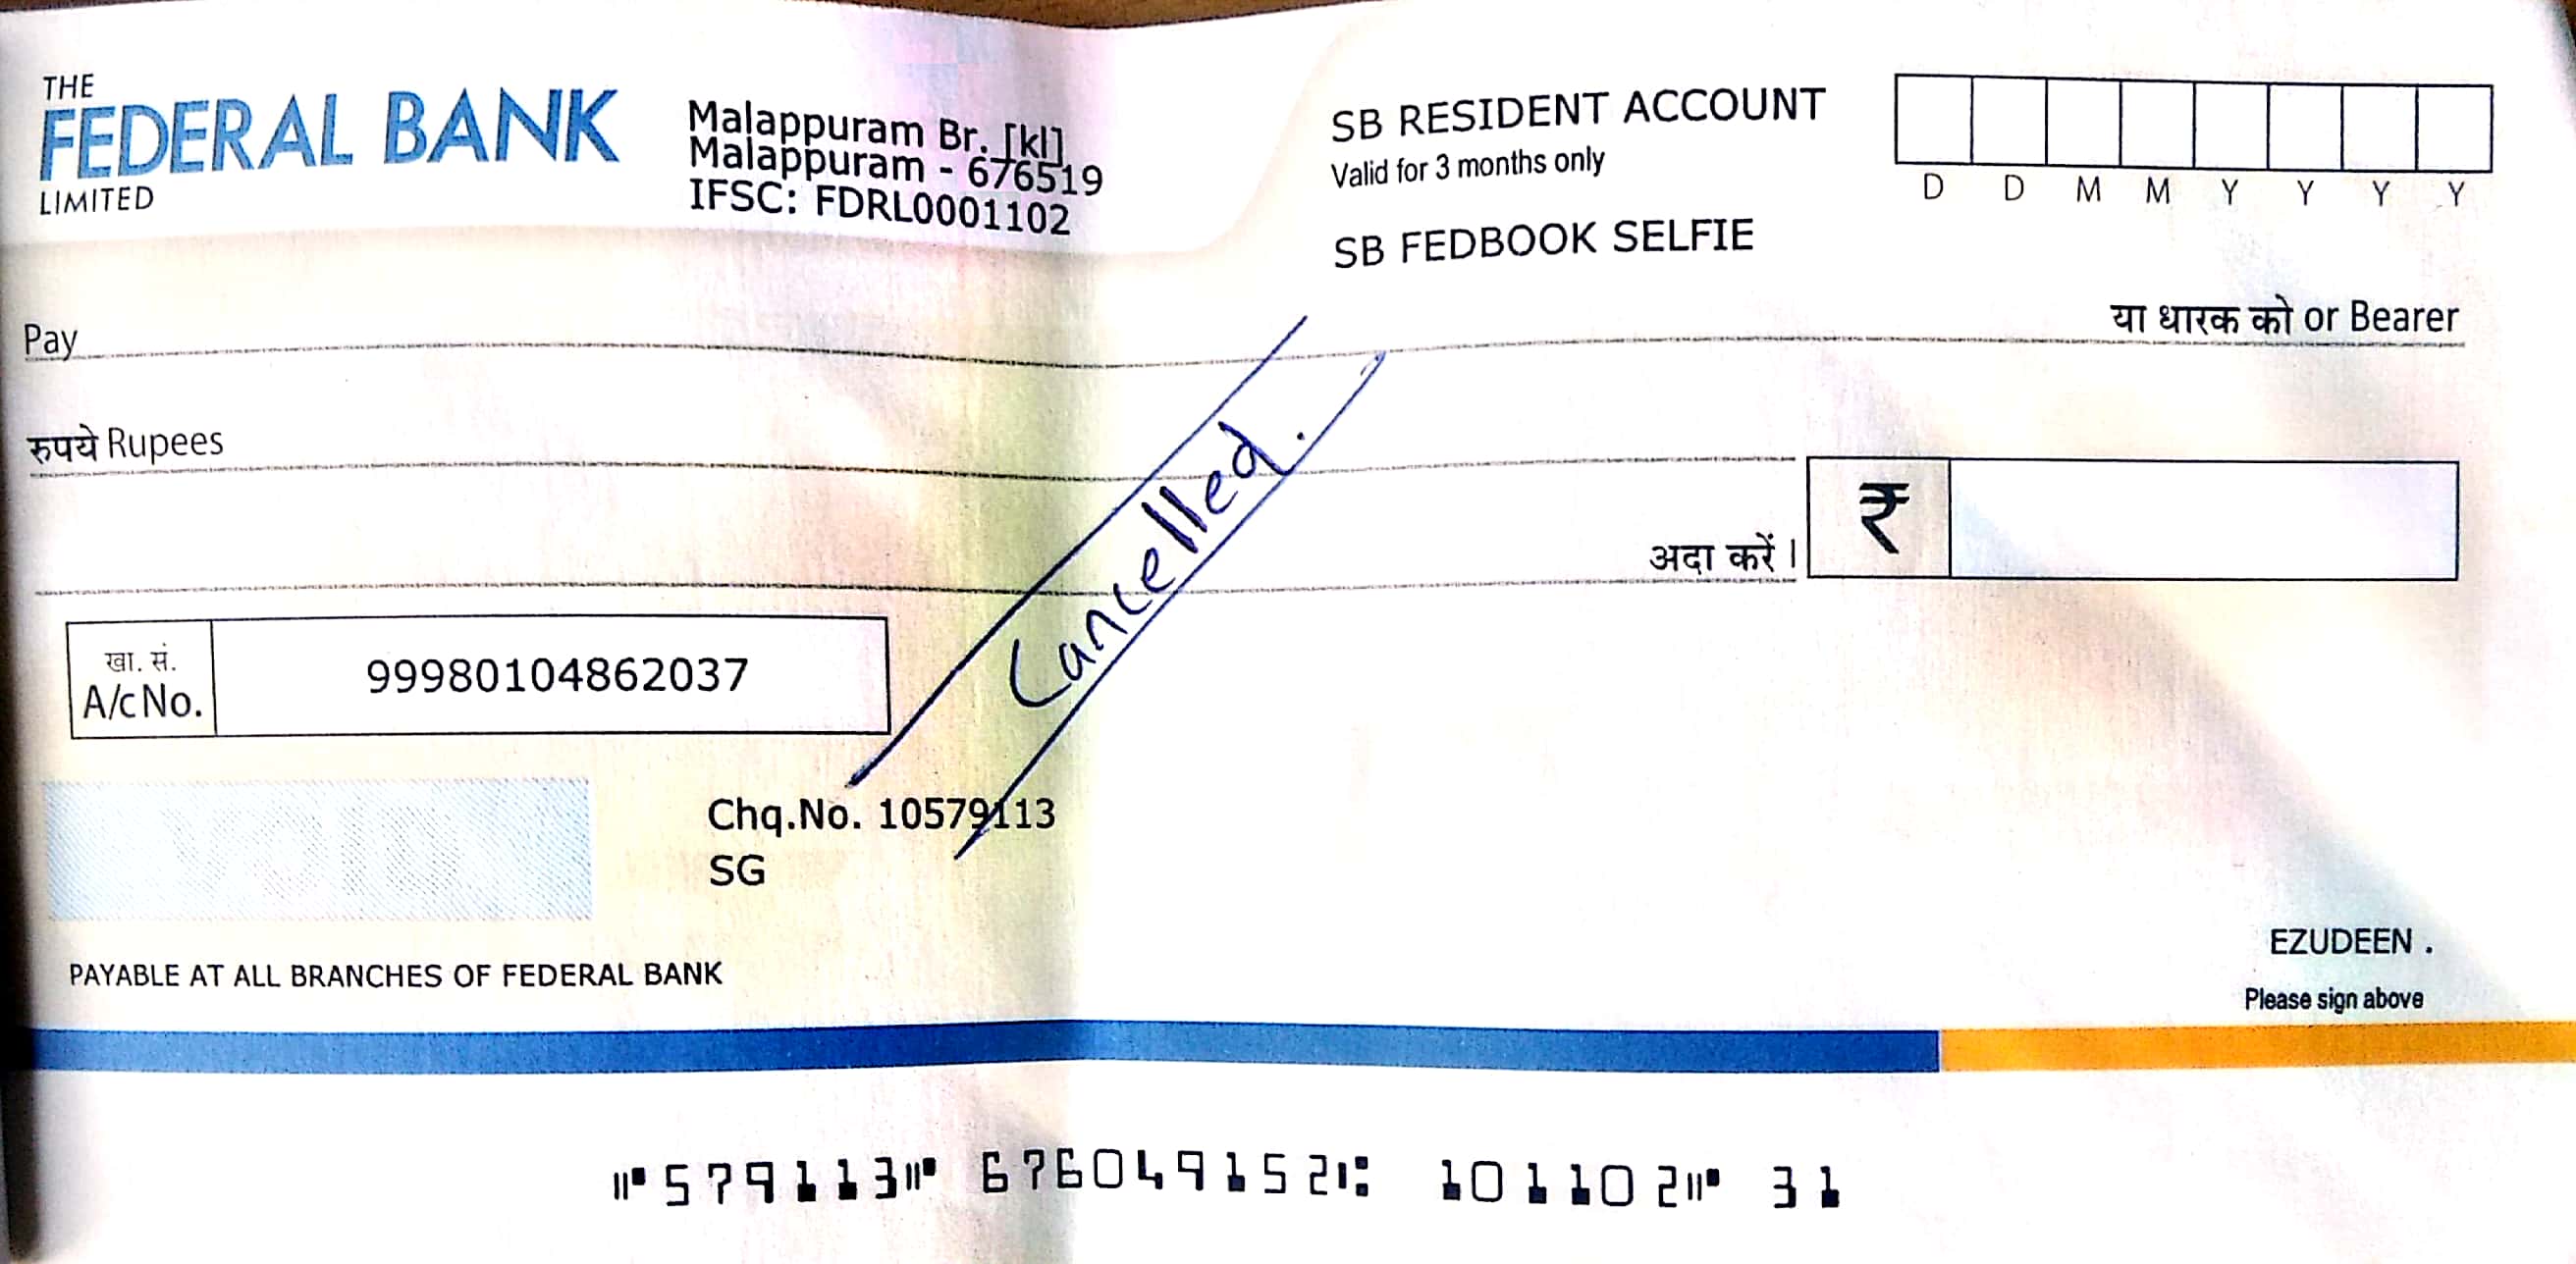 THE
FEDERAL BANK
LIMITED
Malappuram Br. [kl]
Malappuram - 676519
IFSC: FDRL0001102
SB RESIDENT ACCOUNT
Valid for 3 months only
SB FEDBOOK SELFIE
D D M M Y Y Y Y
Pay
या धारक को or Bearer
रुपये Rupees
अदा करें।
₹
Cancelled.
खा. सं.
A/c No.
99980104862037
VOID
Chq.No. 10579113
SG
PAYABLE AT ALL BRANCHES OF FEDERAL BANK
EZUDEEN .
Please sign above
⑈579113⑈ 676049152⑆ 101102⑈ 31